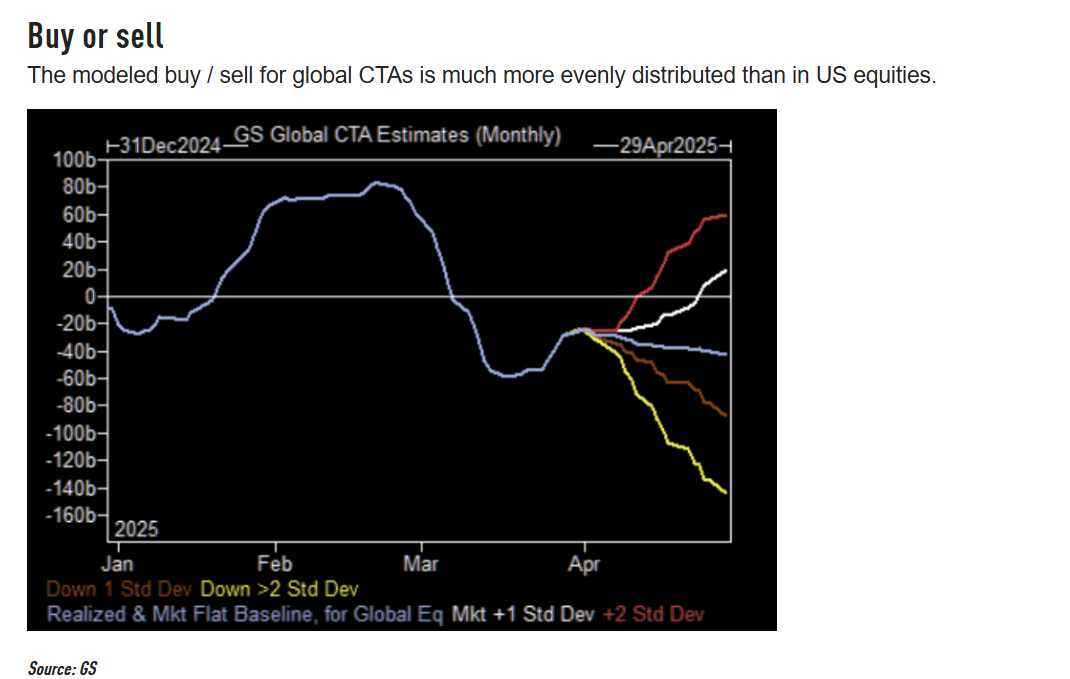 Buy or sell
The modeled buy / sell for global CTAs is much more evenly distributed than in US equities.
GS Global CTA Estimates (Monthly)
31Dec2024 29Apr2025
100b
80b
60b
40b
20b
0
-20b
-40b
-60b
-80b
-100b
-120b
-140b
-160b
2025
Jan Feb Mar Apr
Down 1 Std Dev Down >2 Std Dev
Realized & Mkt Flat Baseline, for Global Eq Mkt +1 Std Dev +2 Std Dev
Source: GS